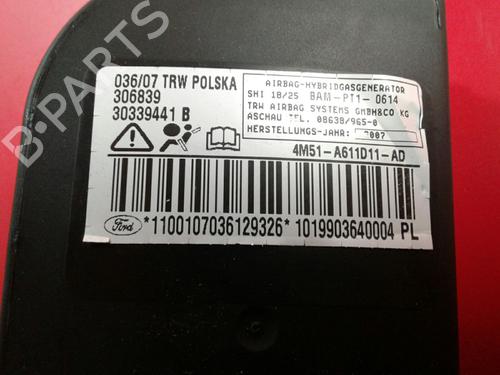 036/07 TRW POLSKA
306839
30339441 B
AIRBAG-HYBRIDGASGENERATOR
SHI 18/25 BAM-PT1-0614
TRW AIRBAG SYSTEMS GMBH&CO KG
ASCHAU TEL. 08638/965-0
HERSTELLUNGS-JAHR: 2007
4M51-A611D11-AD
Ford
*1100107036129326* 1019903640004 PL
B-PARTS